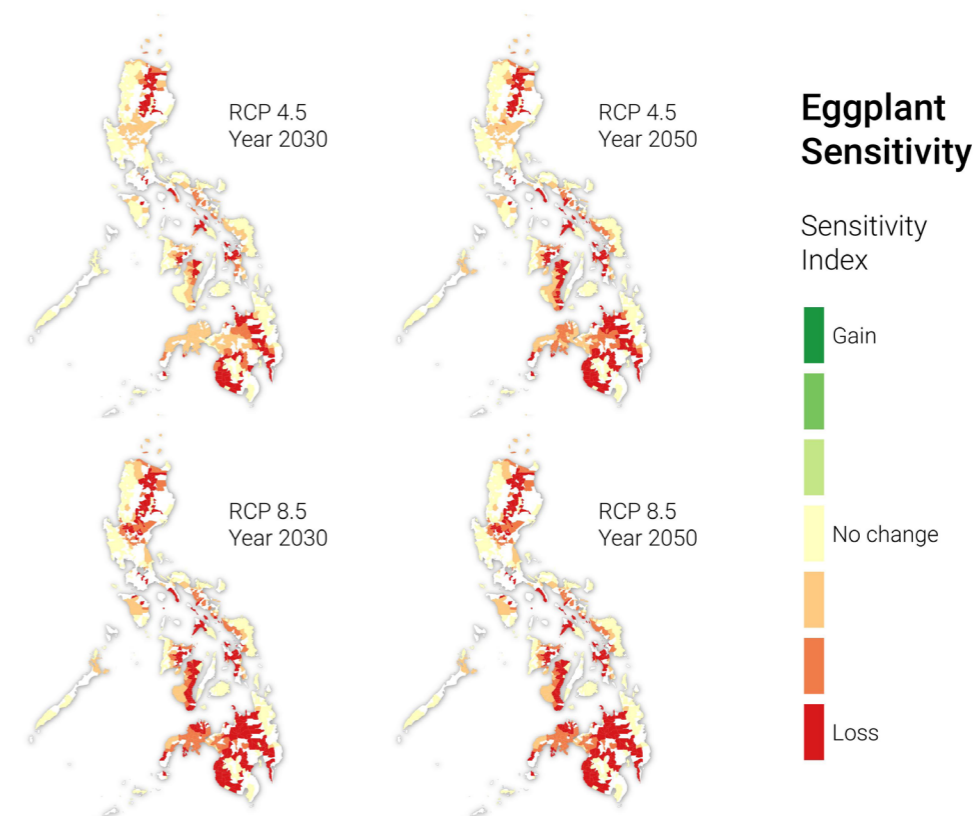 RCP 4.5
Year 2030
RCP 4.5
Year 2050
Eggplant
Sensitivity
Sensitivity
Index
Gain
No change
Loss
RCP 8.5
Year 2030
RCP 8.5
Year 2050